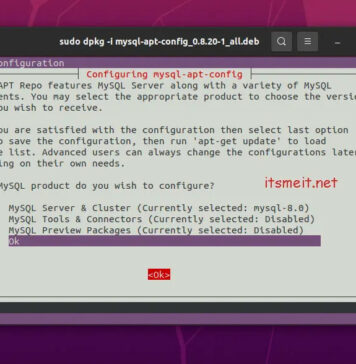 sudo dpkg -i mysql-apt-config_0.8.20-1_all.deb
onfiguration
Configuring mysql-apt-config
APT Repo features MySQL Server along with a variety of MySQL
ents. You may select the appropriate product to choose the versio
ou wish to receive.
ou are satisfied with the configuration then select last option
o save the configuration, then run 'apt-get update' to load
e list. Advanced users can always change the configurations later
ing on their own needs.
MySQL product do you wish to configure?
itsmeit.net
MySQL Server & Cluster (Currently selected: mysql-8.0)
MySQL Tools & Connectors (Currently selected: Disabled)
MySQL Preview Packages (Currently selected: Disabled)
Ok
<Ok>